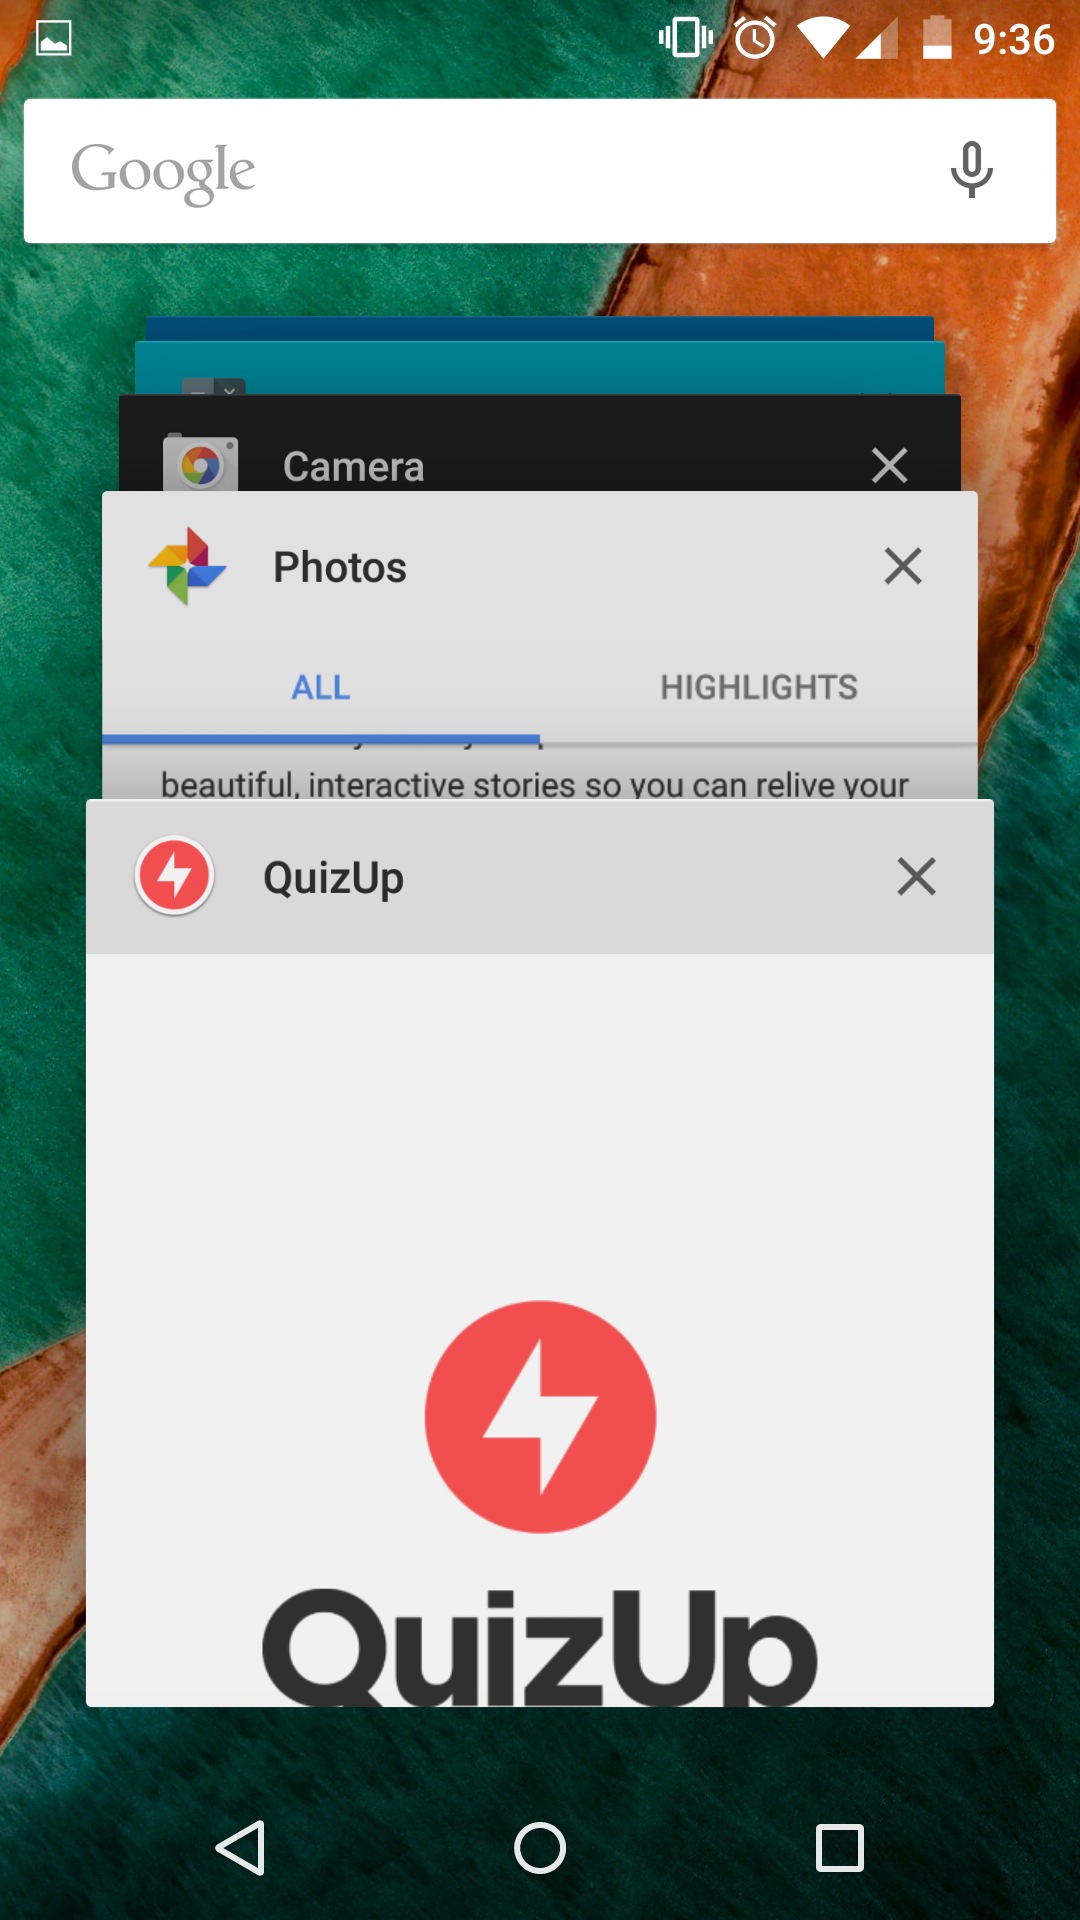 9:36
Google
Camera
Photos
ALL HIGHLIGHTS
beautiful, interactive stories so you can relive your
QuizUp
QuizUp